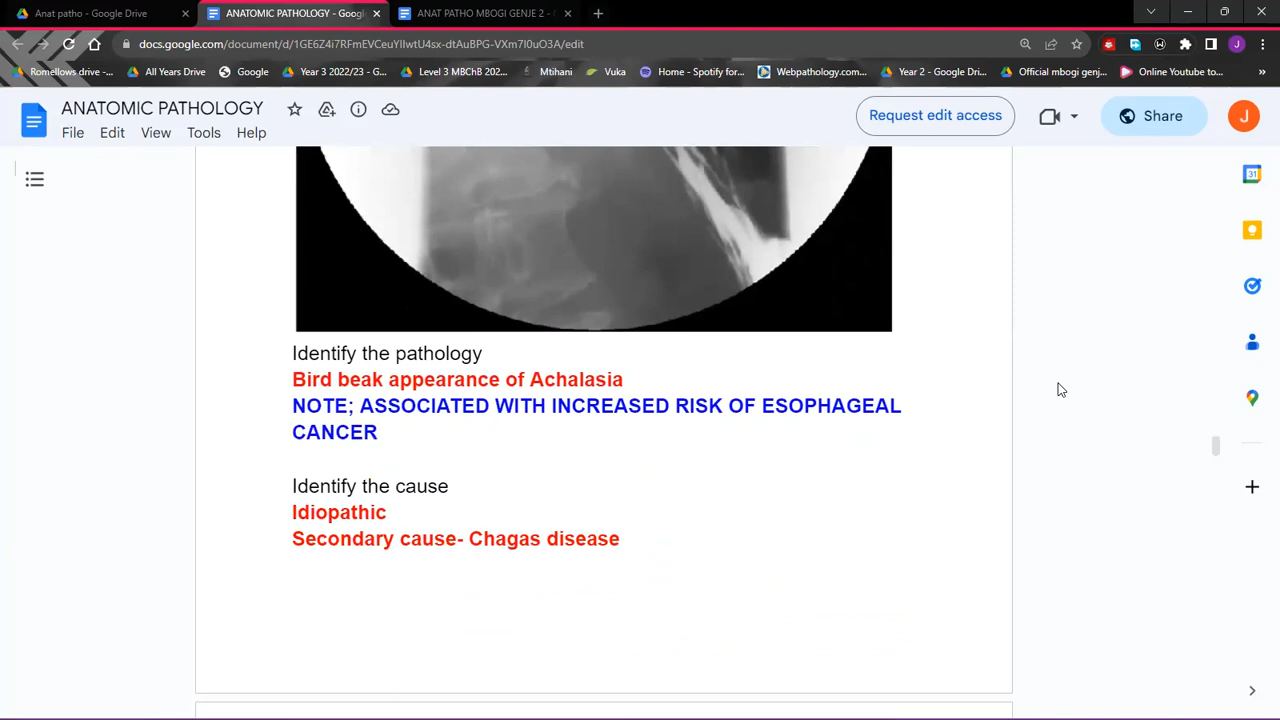 Anat patho - Google Drive
ANATOMIC PATHOLOGY - Googl
ANAT PATHO MBOGI GENJE 2 -
docs.google.com/document/d/1GE6Z4i7RFmEVCeuYIIwtU4sx-dtAuBPG-VXm7I0uO3A/edit
Romellows drive -...
All Years Drive
Google
Year 3 2022/23 - G...
Level 3 MBChB 202...
Mtihani
Vuka
Home - Spotify for...
Webpathology.com...
Year 2 - Google Dri...
Official mbogi genj...
Online Youtube to...
ANATOMIC PATHOLOGY
File Edit View Tools Help
Request edit access
Share
J
31
Identify the pathology
Bird beak appearance of Achalasia
NOTE; ASSOCIATED WITH INCREASED RISK OF ESOPHAGEAL
CANCER
Identify the cause
Idiopathic
Secondary cause- Chagas disease